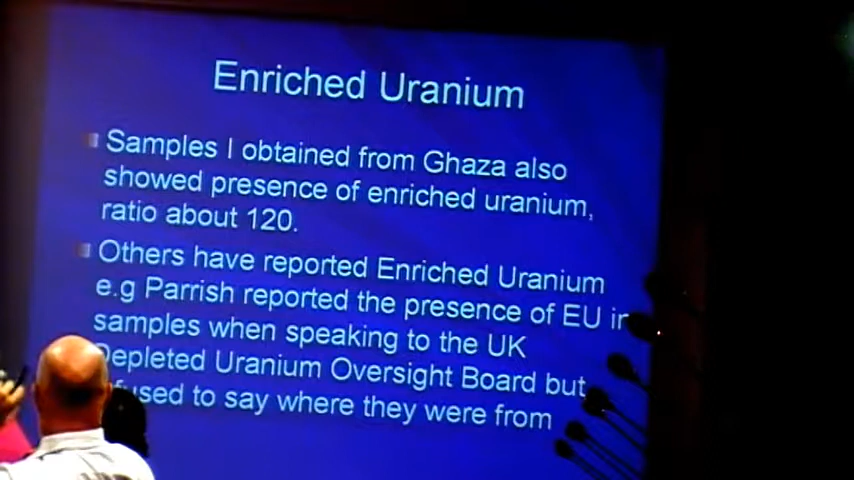 Enriched Uranium
Samples I obtained from Ghaza also
showed presence of enriched uranium,
ratio about 120.
Others have reported Enriched Uranium
e.g Parrish reported the presence of EU in
samples when speaking to the UK
Depleted Uranium Oversight Board but
to say where they were from